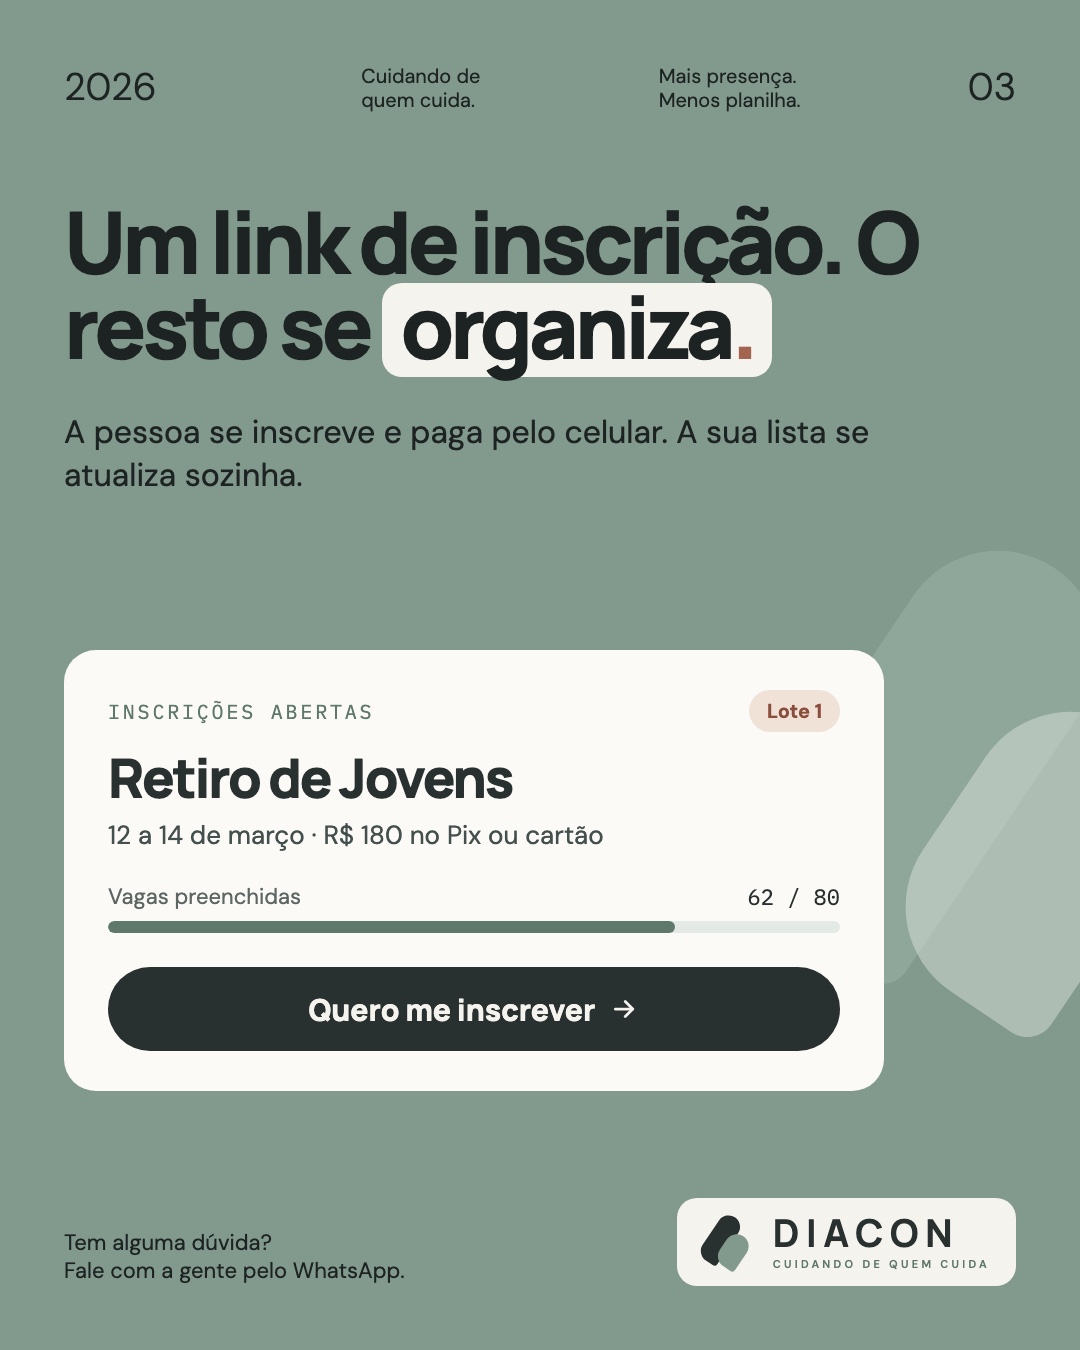 2026
Cuidando de
quem cuida.
Mais presença.
Menos planilha.
03
Um link de inscrição. O
resto se organiza.
A pessoa se inscreve e paga pelo celular. A sua lista se
atualiza sozinha.
INSCRIÇÕES ABERTAS
Lote 1
Retiro de Jovens
12 a 14 de março · R$ 180 no Pix ou cartão
Vagas preenchidas
62 / 80
Quero me inscrever →
Tem alguma dúvida?
Fale com a gente pelo WhatsApp.
DIACON
CUIDANDO DE QUEM CUIDA